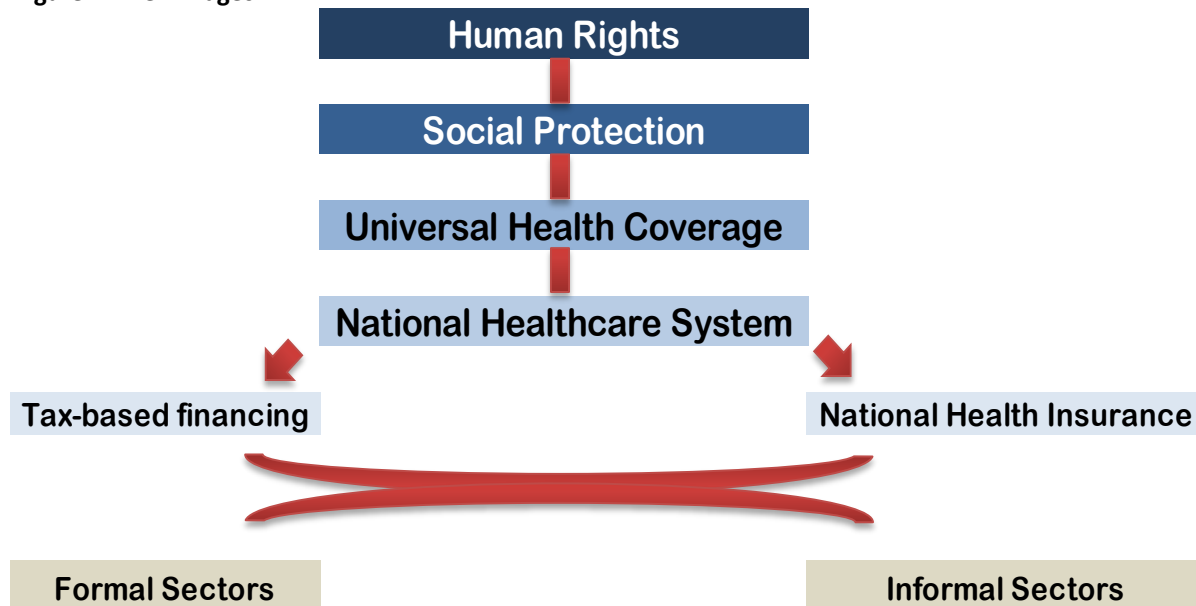 Human Rights
Social Protection
Universal Health Coverage
National Healthcare System
Tax-based financing
National Health Insurance
Formal Sectors
Informal Sectors